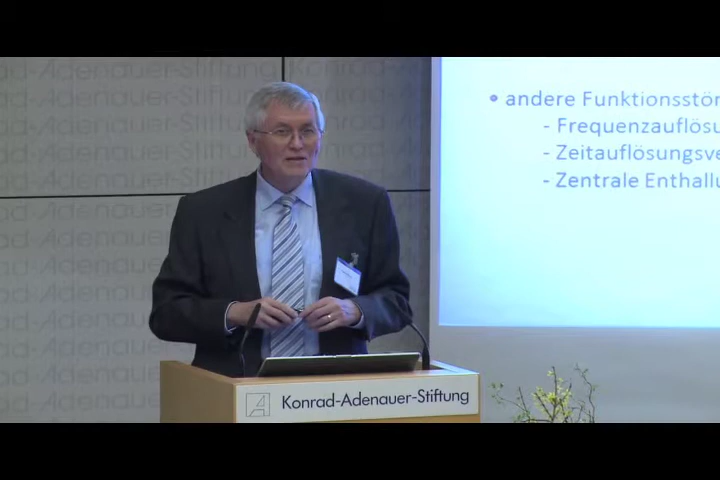 Konrad-Adenauer-Stiftung
• andere Funktionsstör
- Frequenzauflösu
- Zeitauflösungsve
- Zentrale Enthallu
Konrad-Adenauer-Stiftung